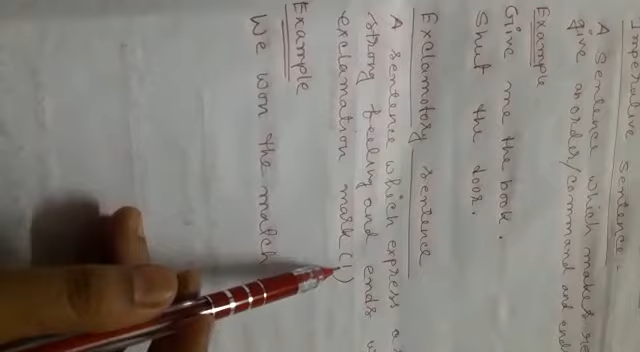 Imperative Sentence.
A sentence which makes
give an order/command and
Example
Give me the book.
Shut the door.
Exclamotory sentence
A sentence which express a
strong feeling and ends
exclamation mark (!)
Example
We won the match